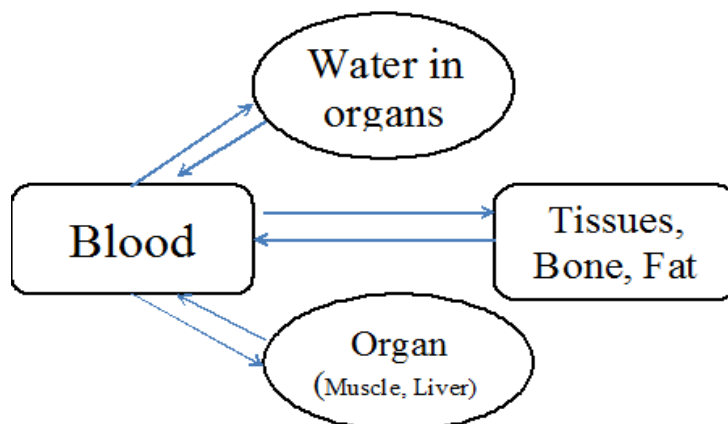 Water in
organs
Blood
Tissues,
Bone, Fat
Organ
(Muscle, Liver)